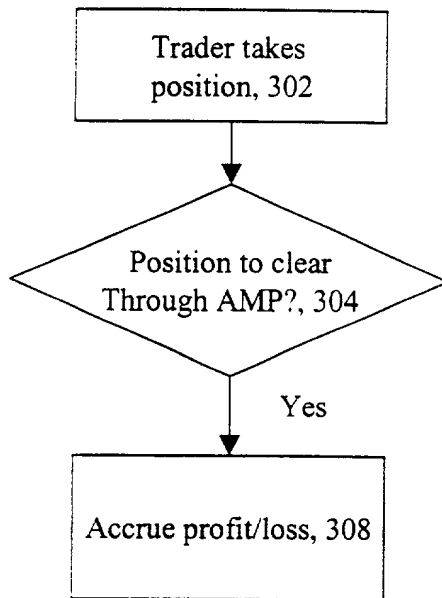 Trader takes
position, 302
Position to clear
Through AMP?, 304
Yes
Accrue profit/loss, 308